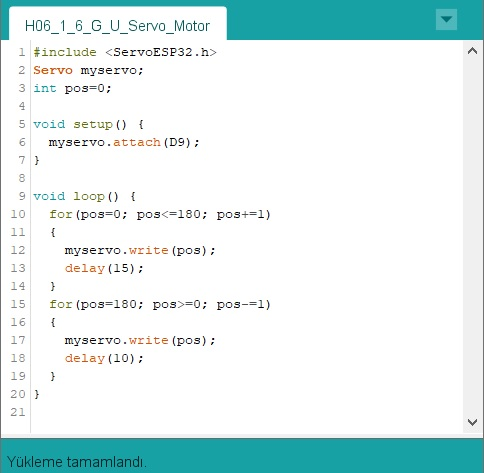 H06_1_6_G_U_Servo_Motor
1 #include <ServoESP32.h>
2 Servo myservo;
3 int pos=0;
4
5 void setup() {
6   myservo.attach(D9);
7 }
8
9 void loop() {
10   for(pos=0; pos<=180; pos+=1)
11   {
12     myservo.write(pos);
13     delay(15);
14   }
15   for(pos=180; pos>=0; pos-=1)
16   {
17     myservo.write(pos);
18     delay(10);
19   }
20 }
21
Yükleme tamamlandı.